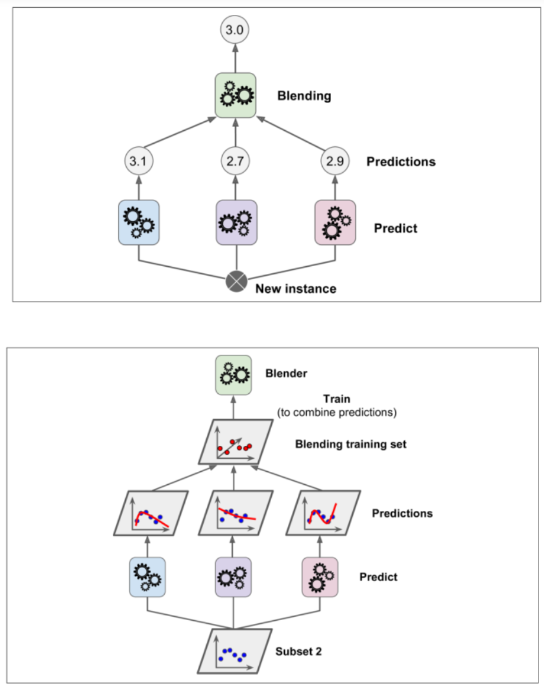 3.0
Blending
3.1 2.7 2.9 Predictions
Predict
New instance
Blender
Train
(to combine predictions)
Blending training set
Predictions
Predict
Subset 2